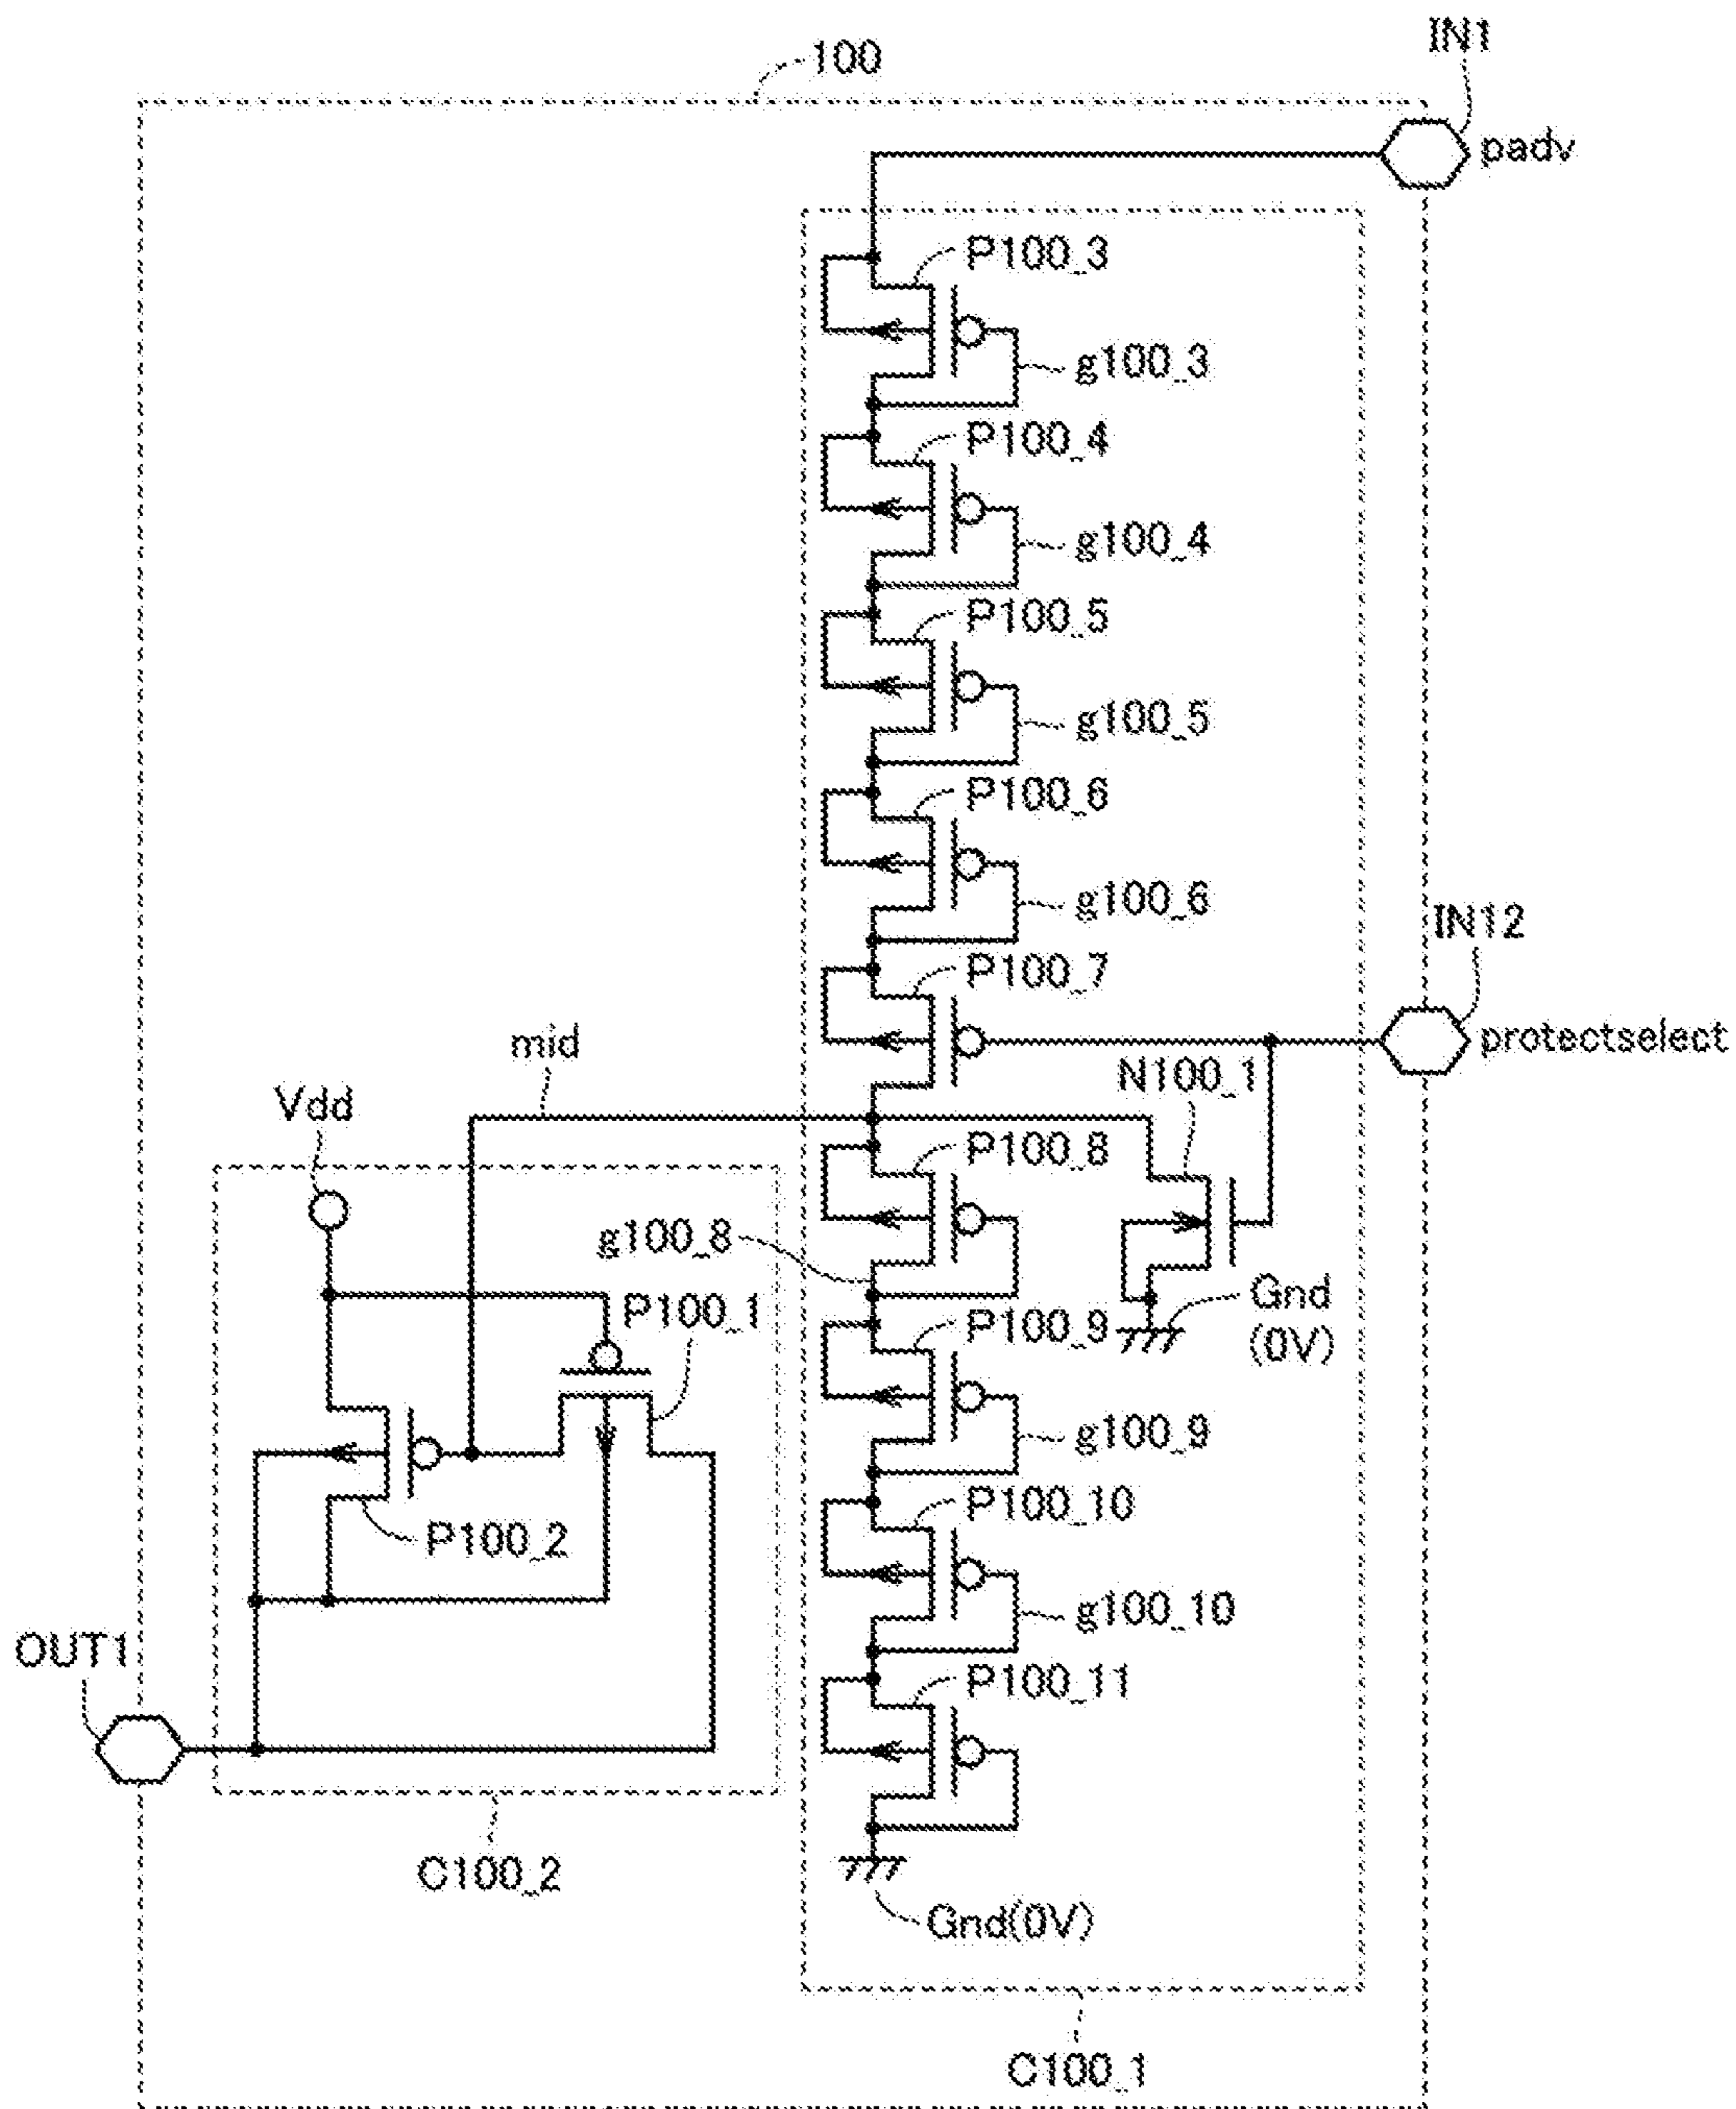 IN1
100
padv
P100_3
g100_3
P100_4
g100_4
P100_5
g100_5
P100_6
g100_6
IN12
P100_7
protectselect
mid
N100_1
Vdd
P100_8
g100_8
Gnd
(0V)
P100_1
P100_9
g100_9
P100_2
P100_10
g100_10
OUT1
P100_11
C100_2
Gnd(0V)
C100_1